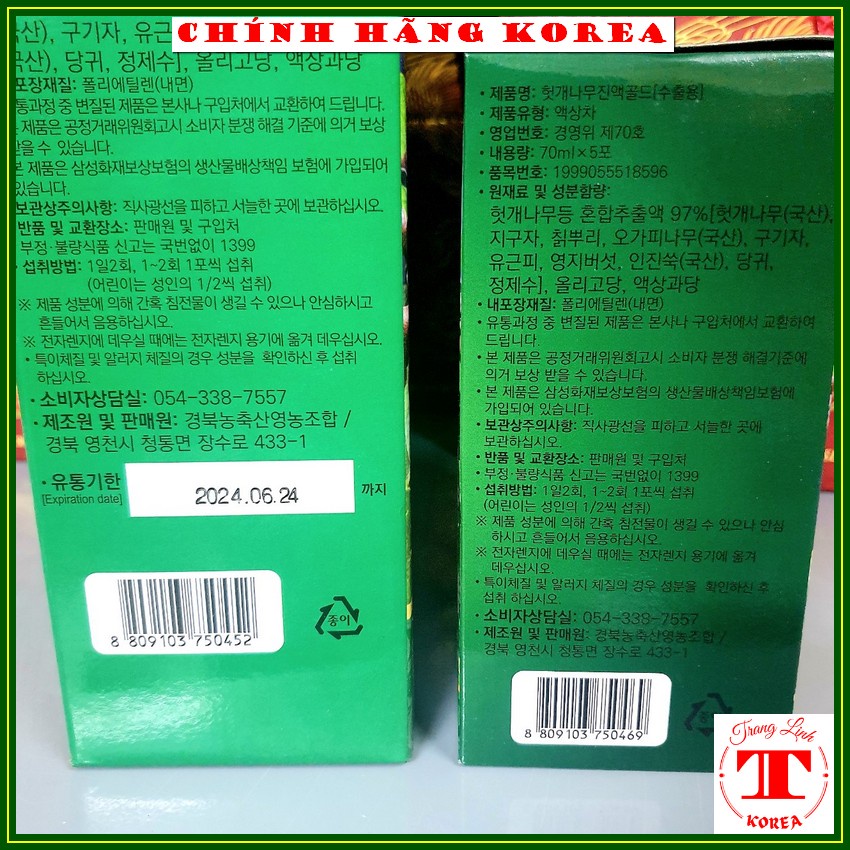 CHÍNH HÃNG KOREA
산), 구기자, 유근
국산), 당귀, 정제수], 올리고당, 액상과당
포장재질: 폴리에틸렌(내면)
통과정 중 변질된 제품은 본사나 구입처에서 교환하여 드립니다.
제품은 공정거래위원회고시 소비자 분쟁 해결 기준에 의거 보상
받을 수 있습니다.
본 제품은 삼성화재보상보험의 생산물배상책임 보험에 가입되어
있습니다.
보관상주의사항: 직사광선을 피하고 서늘한 곳에 보관하십시오.
반품 및 교환장소: 판매원 및 구입처
부정·불량식품 신고는 국번없이 1399
• 섭취방법: 1일2회, 1~2회 1포씩 섭취
(어린이는 성인의 1/2씩 섭취)
※ 제품 성분에 의해 간혹 침전물이 생길 수 있으나 안심하시고
흔들어서 음용하십시오.
※ 전자렌지에 데우실 때에는 전자렌지 용기에 옮겨 데우십시오.
• 특이체질 및 알러지 체질의 경우 성분을 확인하신 후 섭취
하십시오.
• 소비자상담실: 054-338-7557
• 제조원 및 판매원: 경북농축산영농조합 /
경북 영천시 청통면 장수로 433-1
• 유통기한
[Expiration date]
2024.06.24
까지
8 809103 750452
종이
• 제품명: 헛개나무진액골드[수출용]
• 제품유형: 액상차
• 영업번호: 경영위 제70호
• 내용량: 70ml×5포
• 품목번호: 1999055518596
• 원재료 및 성분함량:
헛개나무등 혼합추출액 97%[헛개나무(국산),
지구자, 칡뿌리, 오가피나무(국산), 구기자,
유근피, 영지버섯, 인진쑥(국산), 당귀,
정제수], 올리고당, 액상과당
• 내포장재질: 폴리에틸렌(내면)
• 유통과정 중 변질된 제품은 본사나 구입처에서 교환하여
드립니다.
• 본 제품은 공정거래위원회고시 소비자 분쟁 해결기준에
의거 보상 받을 수 있습니다.
• 본 제품은 삼성화재보상보험의 생산물배상책임보험에
가입되어 있습니다.
• 보관상주의사항: 직사광선을 피하고 서늘한 곳에
보관하십시오.
• 반품 및 교환장소: 판매원 및 구입처
• 부정·불량식품 신고는 국번없이 1399
• 섭취방법: 1일2회, 1~2회 1포씩 섭취
(어린이는 성인의 1/2씩 섭취)
※ 제품 성분에 의해 간혹 침전물이 생길 수 있으나 안심
하시고 흔들어서 음용하십시오.
※ 전자렌지에 데우실 때에는 전자렌지 용기에 옮겨
데우십시오.
• 특이체질 및 알러지 체질의 경우 성분을 확인하신 후
섭취 하십시오.
• 소비자상담실: 054-338-7557
• 제조원 및 판매원: 경북농축산영농조합 /
경북 영천시 청통면 장수로 433-1
8 809103 750469
Trang Linh
T
KOREA